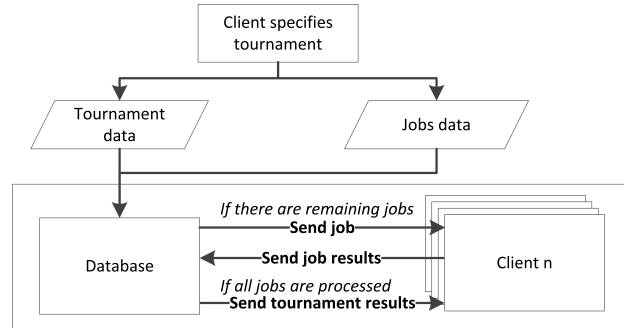 Client specifies
tournament
Tournament
data
Jobs data
If there are remaining jobs
Send job
Database
Send job results
Client n
If all jobs are processed
Send tournament results